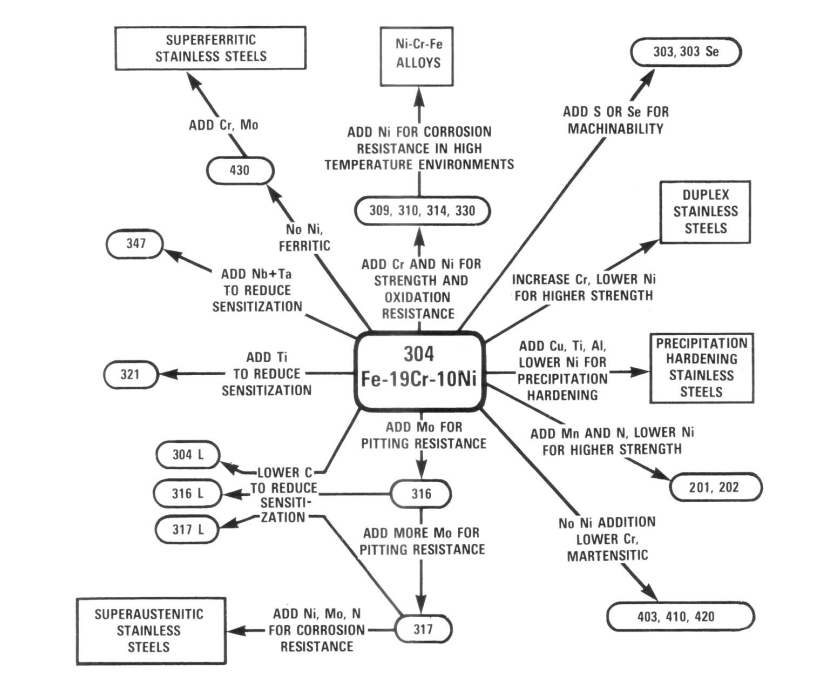 SUPERFERRITIC
STAINLESS STEELS
Ni-Cr-Fe
ALLOYS
303, 303 Se
ADD Cr, Mo
ADD S OR Se FOR
MACHINABILITY
ADD Ni FOR CORROSION
RESISTANCE IN HIGH
TEMPERATURE ENVIRONMENTS
430
309, 310, 314, 330
DUPLEX
STAINLESS
STEELS
No Ni,
FERRITIC
347
ADD Nb+Ta
TO REDUCE
SENSITIZATION
ADD Cr AND Ni FOR
STRENGTH AND
OXIDATION
RESISTANCE
INCREASE Cr, LOWER Ni
FOR HIGHER STRENGTH
304
Fe-19Cr-10Ni
ADD Ti
TO REDUCE
SENSITIZATION
321
ADD Cu, Ti, Al,
LOWER Ni FOR
PRECIPITATION
HARDENING
PRECIPITATION
HARDENING
STAINLESS
STEELS
ADD Mo FOR
PITTING RESISTANCE
ADD Mn AND N, LOWER Ni
FOR HIGHER STRENGTH
201, 202
304 L
316 L
317 L
LOWER C
TO REDUCE
SENSITI-
ZATION
316
ADD MORE Mo FOR
PITTING RESISTANCE
No Ni ADDITION
LOWER Cr,
MARTENSITIC
403, 410, 420
SUPERAUSTENITIC
STAINLESS
STEELS
ADD Ni, Mo, N
FOR CORROSION
RESISTANCE
317